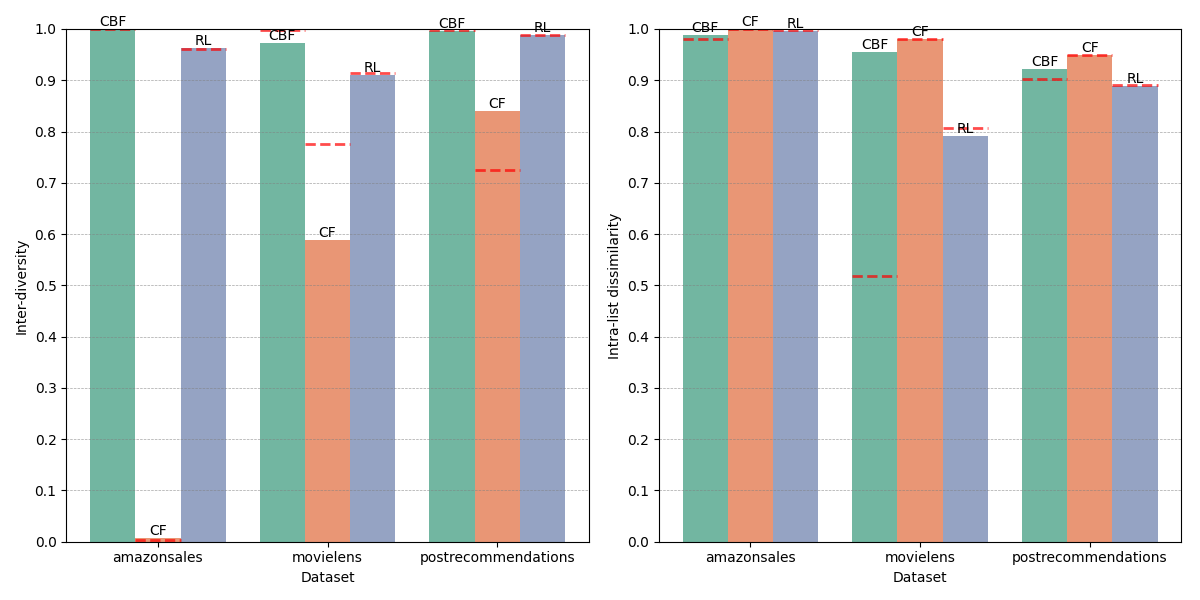 Inter-diversity
1.0
0.9
0.8
0.7
0.6
0.5
0.4
0.3
0.2
0.1
0.0
CBF
CF
RL
CBF
CF
RL
CBF
CF
RL
amazonsales
movielens
postrecommendations
Dataset
Intra-list dissimilarity
1.0
0.9
0.8
0.7
0.6
0.5
0.4
0.3
0.2
0.1
0.0
CBF
CF
RL
CBF
CF
RL
CBF
CF
RL
amazonsales
movielens
postrecommendations
Dataset